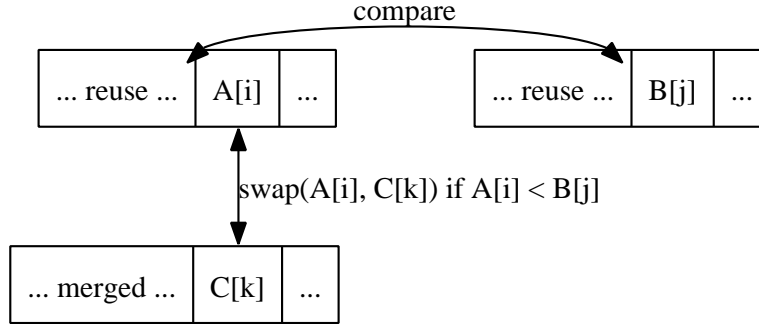 compare
... reuse ... A[i] ... ... reuse ... B[j] ...
swap(A[i], C[k]) if A[i] < B[j]
... merged ... C[k] ...